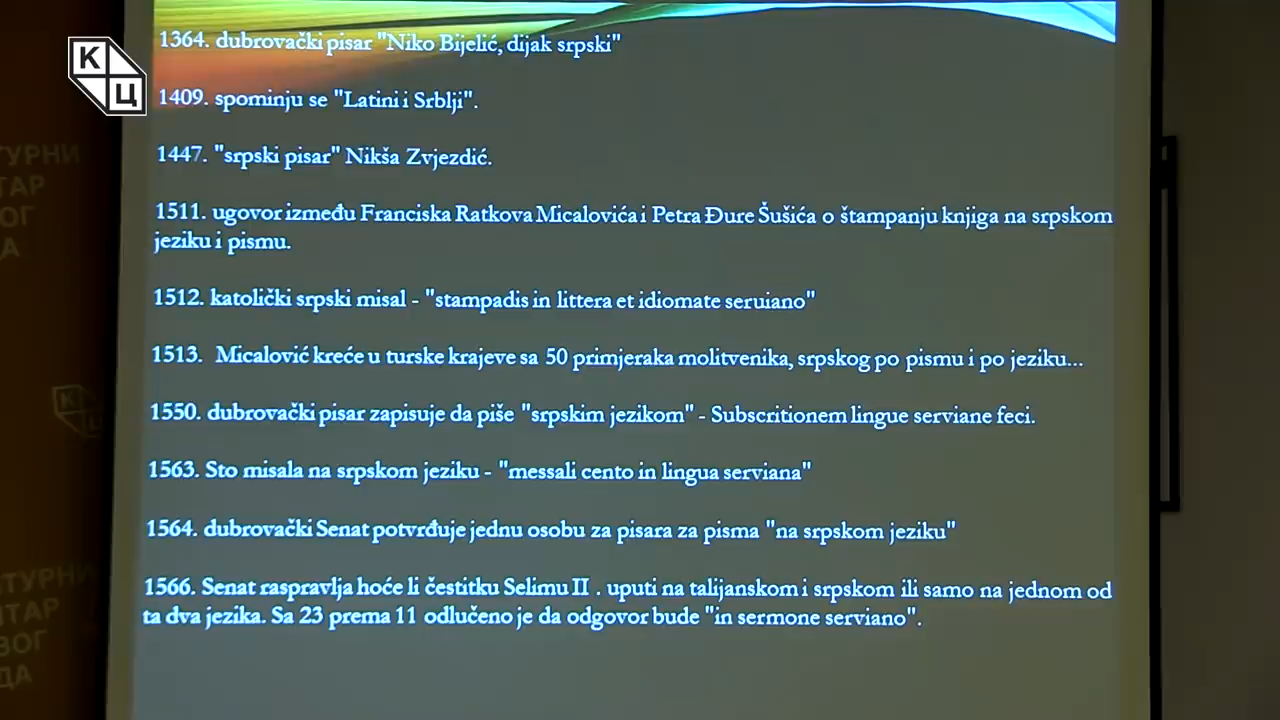 КЦ
1364. dubrovački pisar "Niko Bijelić, dijak srpski"
1409. spominju se "Latini i Srblji".
1447. "srpski pisar" Nikša Zvjezdić.
1511. ugovor između Franciska Ratkova Micalovića i Petra Đure Šušića o štampanju knjiga na srpskom
jeziku i pismu.
1512. katolički srpski misal - "stampadis in littera et idiomate seruiano"
1513. Micalović kreće u turske krajeve sa 50 primjeraka molitvenika, srpskog po pismu i po jeziku...
1550. dubrovački pisar zapisuje da piše "srpskim jezikom" - Subscritionem lingue serviane feci.
1563. Sto misala na srpskom jeziku - "messali cento in lingua serviana"
1564. dubrovački Senat potvrđuje jednu osobu za pisara za pisma "na srpskom jeziku"
1566. Senat raspravlja hoće li čestitku Selimu II . uputi na talijanskom i srpskom ili samo na jednom od
ta dva jezika. Sa 23 prema 11 odlučeno je da odgovor bude "in sermone serviano".